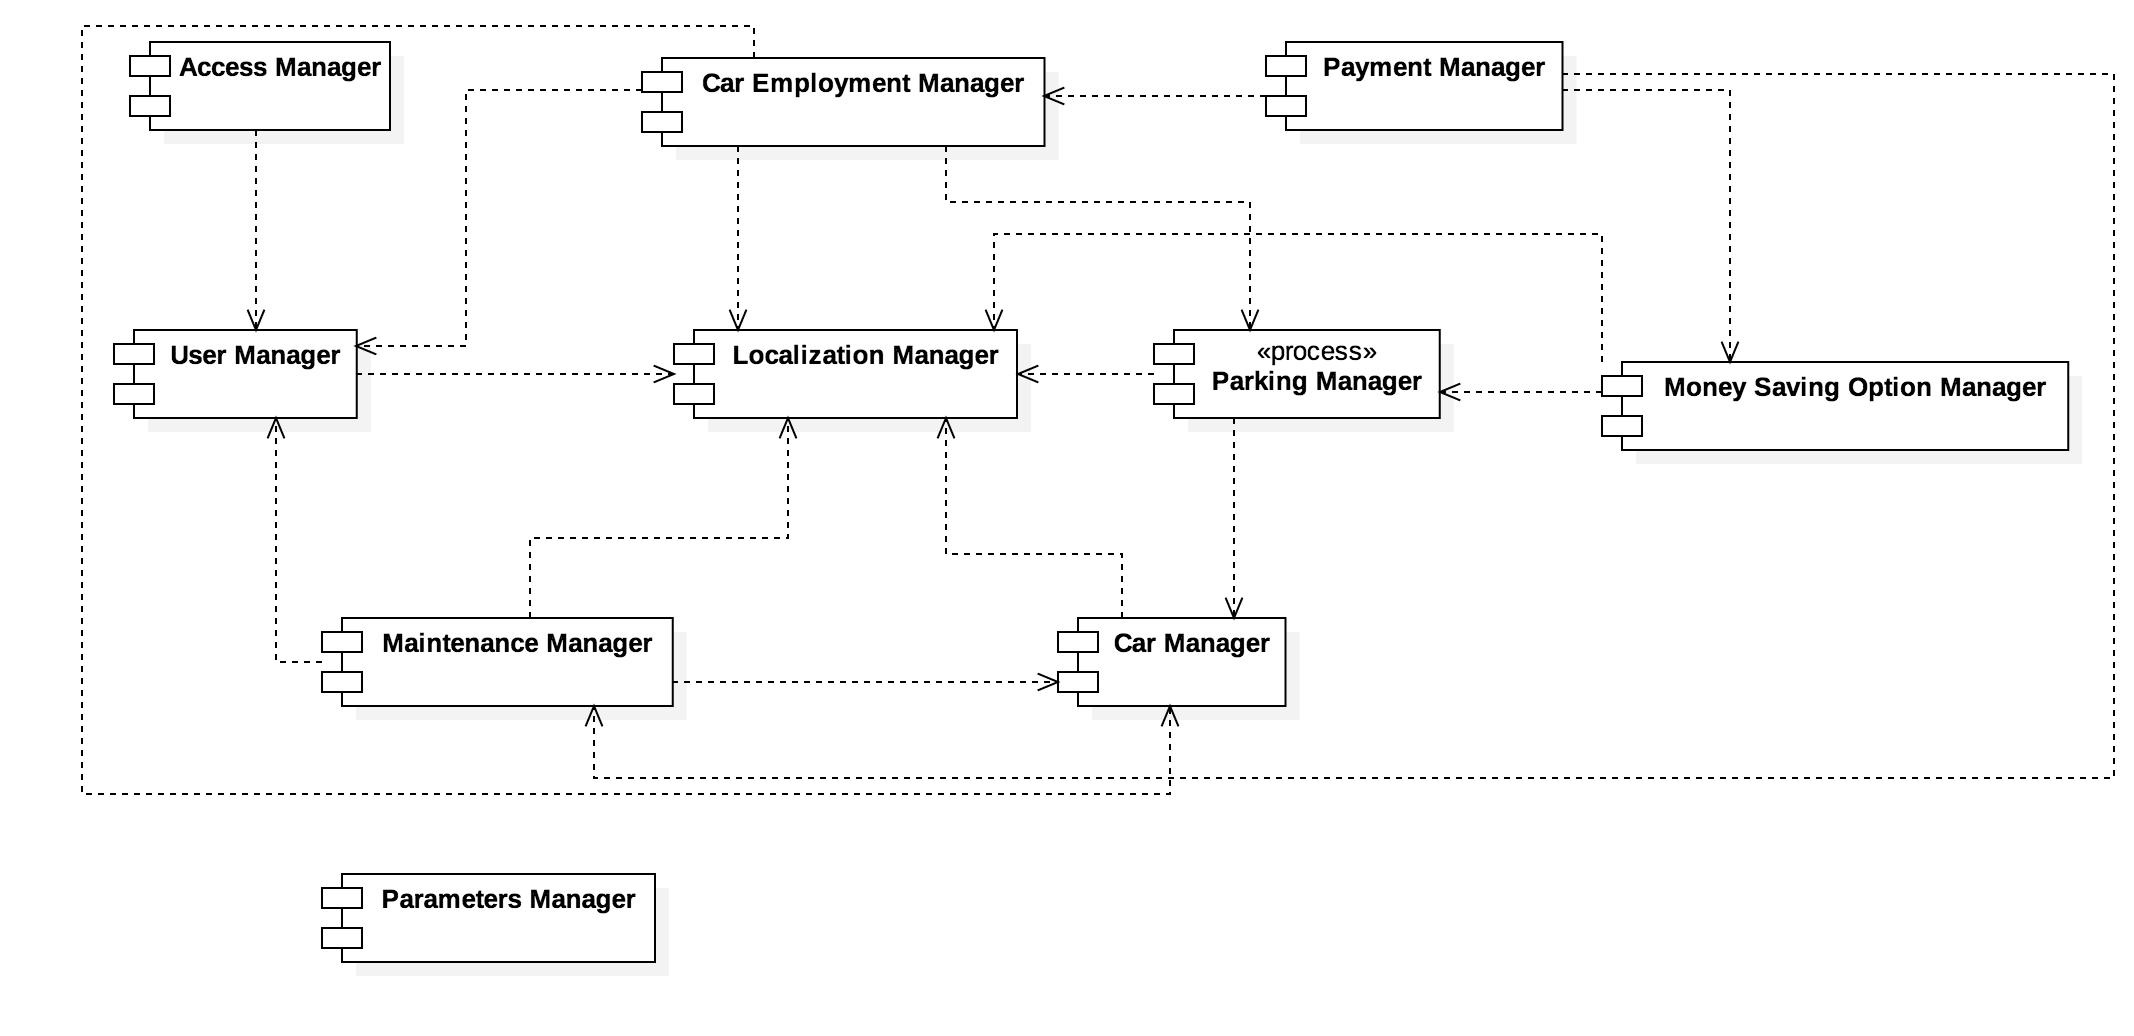 Access Manager
Car Employment Manager
Payment Manager
User Manager
Localization Manager
«process»
Parking Manager
Money Saving Option Manager
Maintenance Manager
Car Manager
Parameters Manager